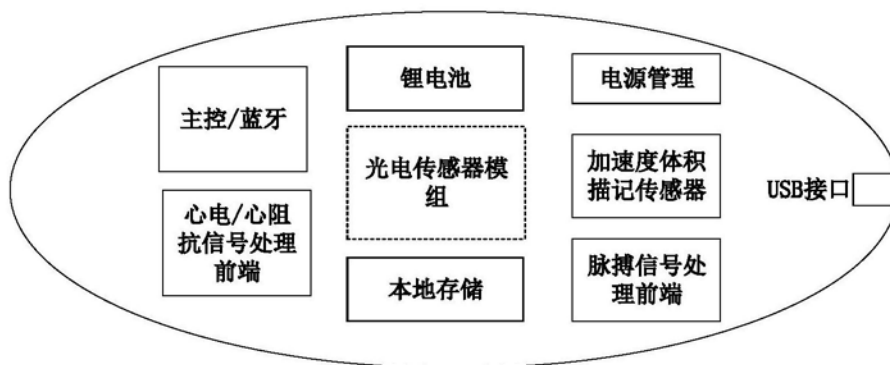 锂电池
电源管理
主控/蓝牙
光电传感器模
组
加速度体积
描记传感器
USB接口
心电/心阻
抗信号处理
前端
本地存储
脉搏信号处
理前端